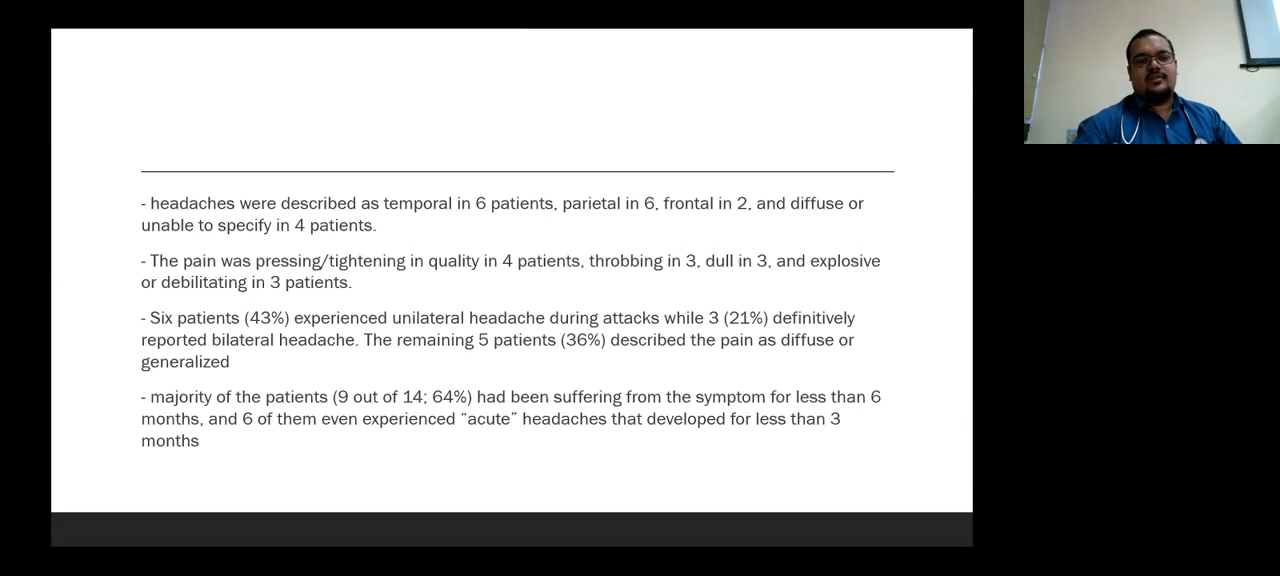 - headaches were described as temporal in 6 patients, parietal in 6, frontal in 2, and diffuse or
unable to specify in 4 patients.
- The pain was pressing/tightening in quality in 4 patients, throbbing in 3, dull in 3, and explosive
or debilitating in 3 patients.
- Six patients (43%) experienced unilateral headache during attacks while 3 (21%) definitively
reported bilateral headache. The remaining 5 patients (36%) described the pain as diffuse or
generalized
- majority of the patients (9 out of 14; 64%) had been suffering from the symptom for less than 6
months, and 6 of them even experienced “acute” headaches that developed for less than 3
months